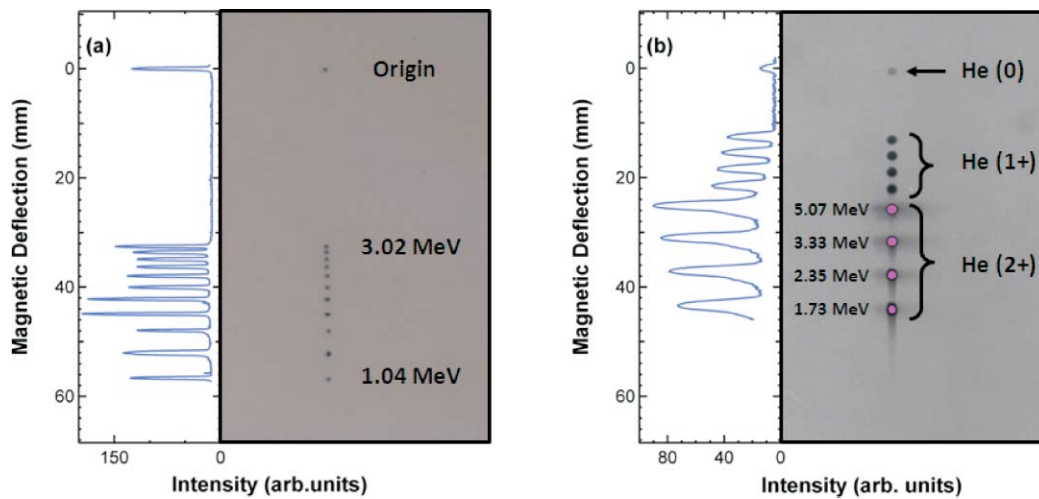 (a)
0
20
40
60
Magnetic Deflection (mm)
150
0
Intensity (arb.units)
Origin
3.02 MeV
1.04 MeV
(b)
0
20
40
60
Magnetic Deflection (mm)
80
40
0
Intensity (arb. units)
He (0)
He (1+)
5.07 MeV
3.33 MeV
He (2+)
2.35 MeV
1.73 MeV